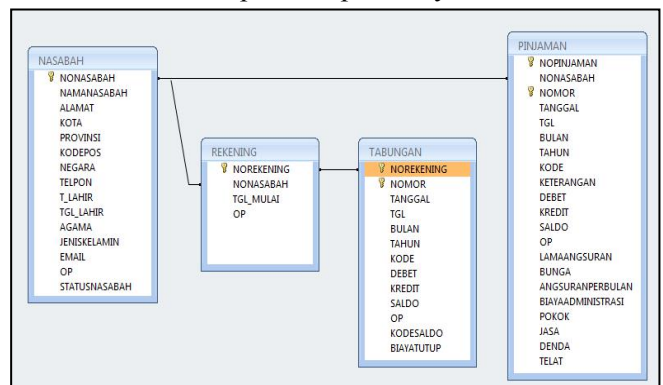 NASABAH
NONASABAH
NAMANASABAH
ALAMAT
KOTA
PROVINSI
KODEPOS
NEGARA
TELPON
T_LAHIR
TGL_LAHIR
AGAMA
JENISKELAMIN
EMAIL
OP
STATUSNASABAH
REKENING
NOREKENING
NONASABAH
TGL_MULAI
OP
TABUNGAN
NOREKENING
NOMOR
TANGGAL
TGL
BULAN
TAHUN
KODE
DEBET
KREDIT
SALDO
OP
KODESALDO
BIAYATUTUP
PINJAMAN
NOPINJAMAN
NONASABAH
NOMOR
TANGGAL
TGL
BULAN
TAHUN
KODE
KETERANGAN
DEBET
KREDIT
SALDO
OP
LAMAANGSURAN
BUNGA
ANGSURANPERBULAN
BIAYAADMINISTRASI
POKOK
JASA
DENDA
TELAT